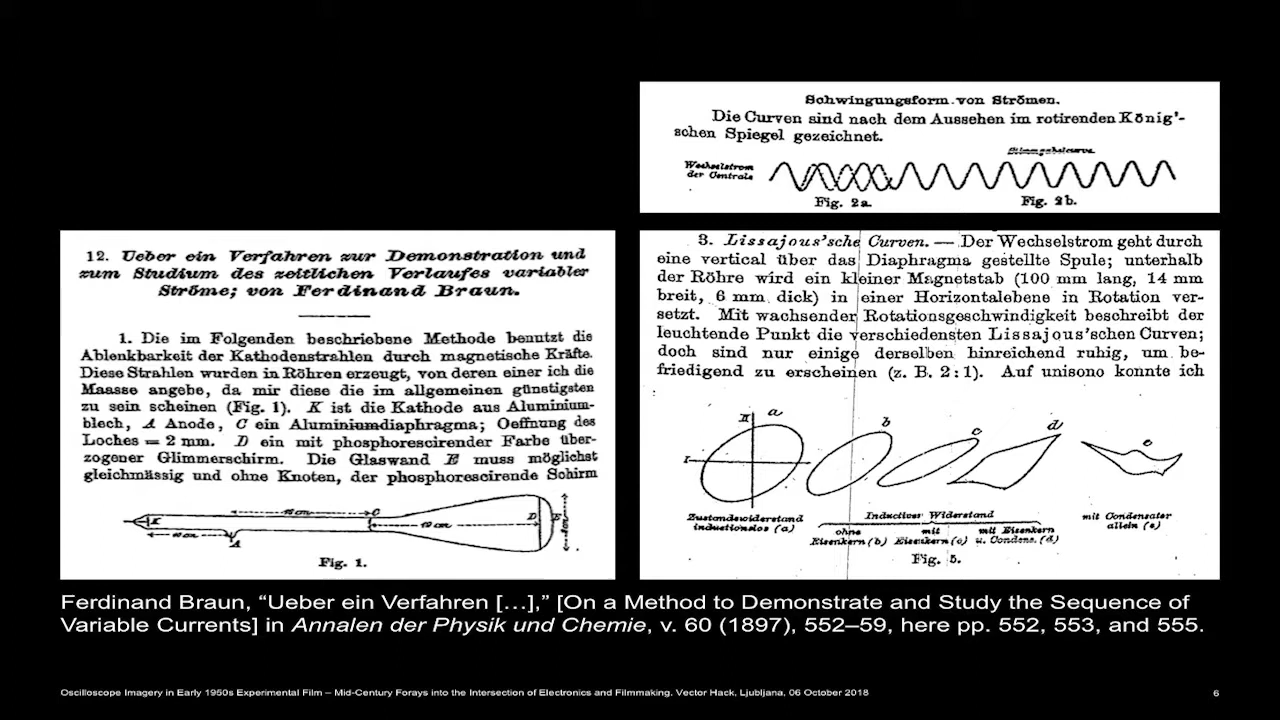 Schwingungsform von Strömen.
Die Curven sind nach dem Aussehen im rotirenden König'-
schen Spiegel gezeichnet.
Wechselstrom
der Centrale
Stimmgabelcurve
Fig. 2a.
Fig. 2b.
12. Ueber ein Verfahren zur Demonstration und
zum Studium des zeitlichen Verlaufes variabler
Ströme; von Ferdinand Braun.
1. Die im Folgenden beschriebene Methode benutzt die
Ablenkbarkeit der Kathodenstrahlen durch magnetische Kräfte.
Diese Strahlen wurden in Röhren erzeugt, von deren einer ich die
Maasse angebe, da mir diese die im allgemeinen günstigsten
zu sein scheinen (Fig. 1). K ist die Kathode aus Aluminium-
blech, A Anode, C ein Aluminiumdiaphragma; Oeffnung des
Loches = 2 mm. D ein mit phosphorescirender Farbe über-
zogener Glimmerschirm. Die Glaswand E muss möglichst
gleichmässig und ohne Knoten, der phosphorescirende Schirm
K
A
C
D
E
Fig. 1.
3. Lissajous'sche Curven. — Der Wechselstrom geht durch
eine vertical über das Diaphragma gestellte Spule; unterhalb
der Röhre wird ein kleiner Magnetstab (100 mm lang, 14 mm
breit, 6 mm dick) in einer Horizontalebene in Rotation ver-
setzt. Mit wachsender Rotationsgeschwindigkeit beschreibt der
leuchtende Punkt die verschiedensten Lissajous'schen Curven;
doch sind nur einige derselben hinreichend ruhig, um be-
friedigend zu erscheinen (z. B. 2:1). Auf unisono konnte ich
II a b c d e
I
inductionslos (a)
Inductiver Widerstand
ohne
Eisenkern (b)
mit
Eisenkern (c)
mit Eisenkern
u. Condens. (d)
mit Condensator
allein (e)
Fig. 5.
Ferdinand Braun, “Ueber ein Verfahren […],” [On a Method to Demonstrate and Study the Sequence of
Variable Currents] in Annalen der Physik und Chemie, v. 60 (1897), 552–59, here pp. 552, 553, and 555.
Oscilloscope Imagery in Early 1950s Experimental Film – Mid-Century Forays into the Intersection of Electronics and Filmmaking. Vector Hack, Ljubljana, 06 October 2018
6